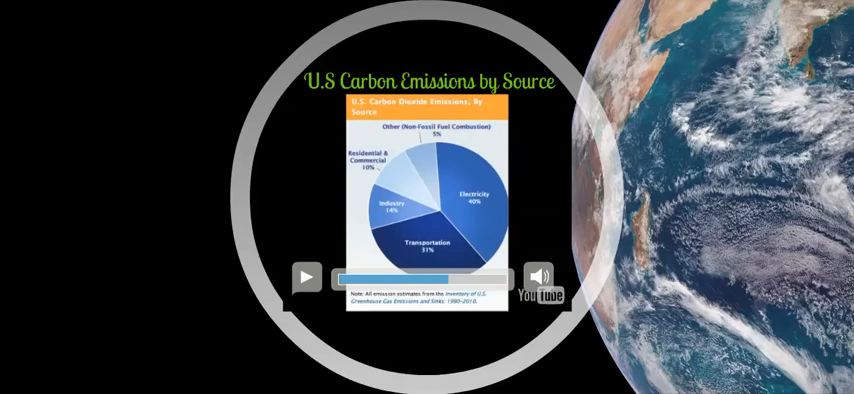 U.S Carbon Emissions by Source
U.S. Carbon Dioxide Emissions, By
Source
Other (Non-Fossil Fuel Combustion)
5%
Residential &
Commercial
10%
Electricity
40%
Industry
14%
Transportation
31%
Note: All emission estimates from the Inventory of U.S.
Greenhouse Gas Emissions and Sinks: 1990-2010.
YouTube